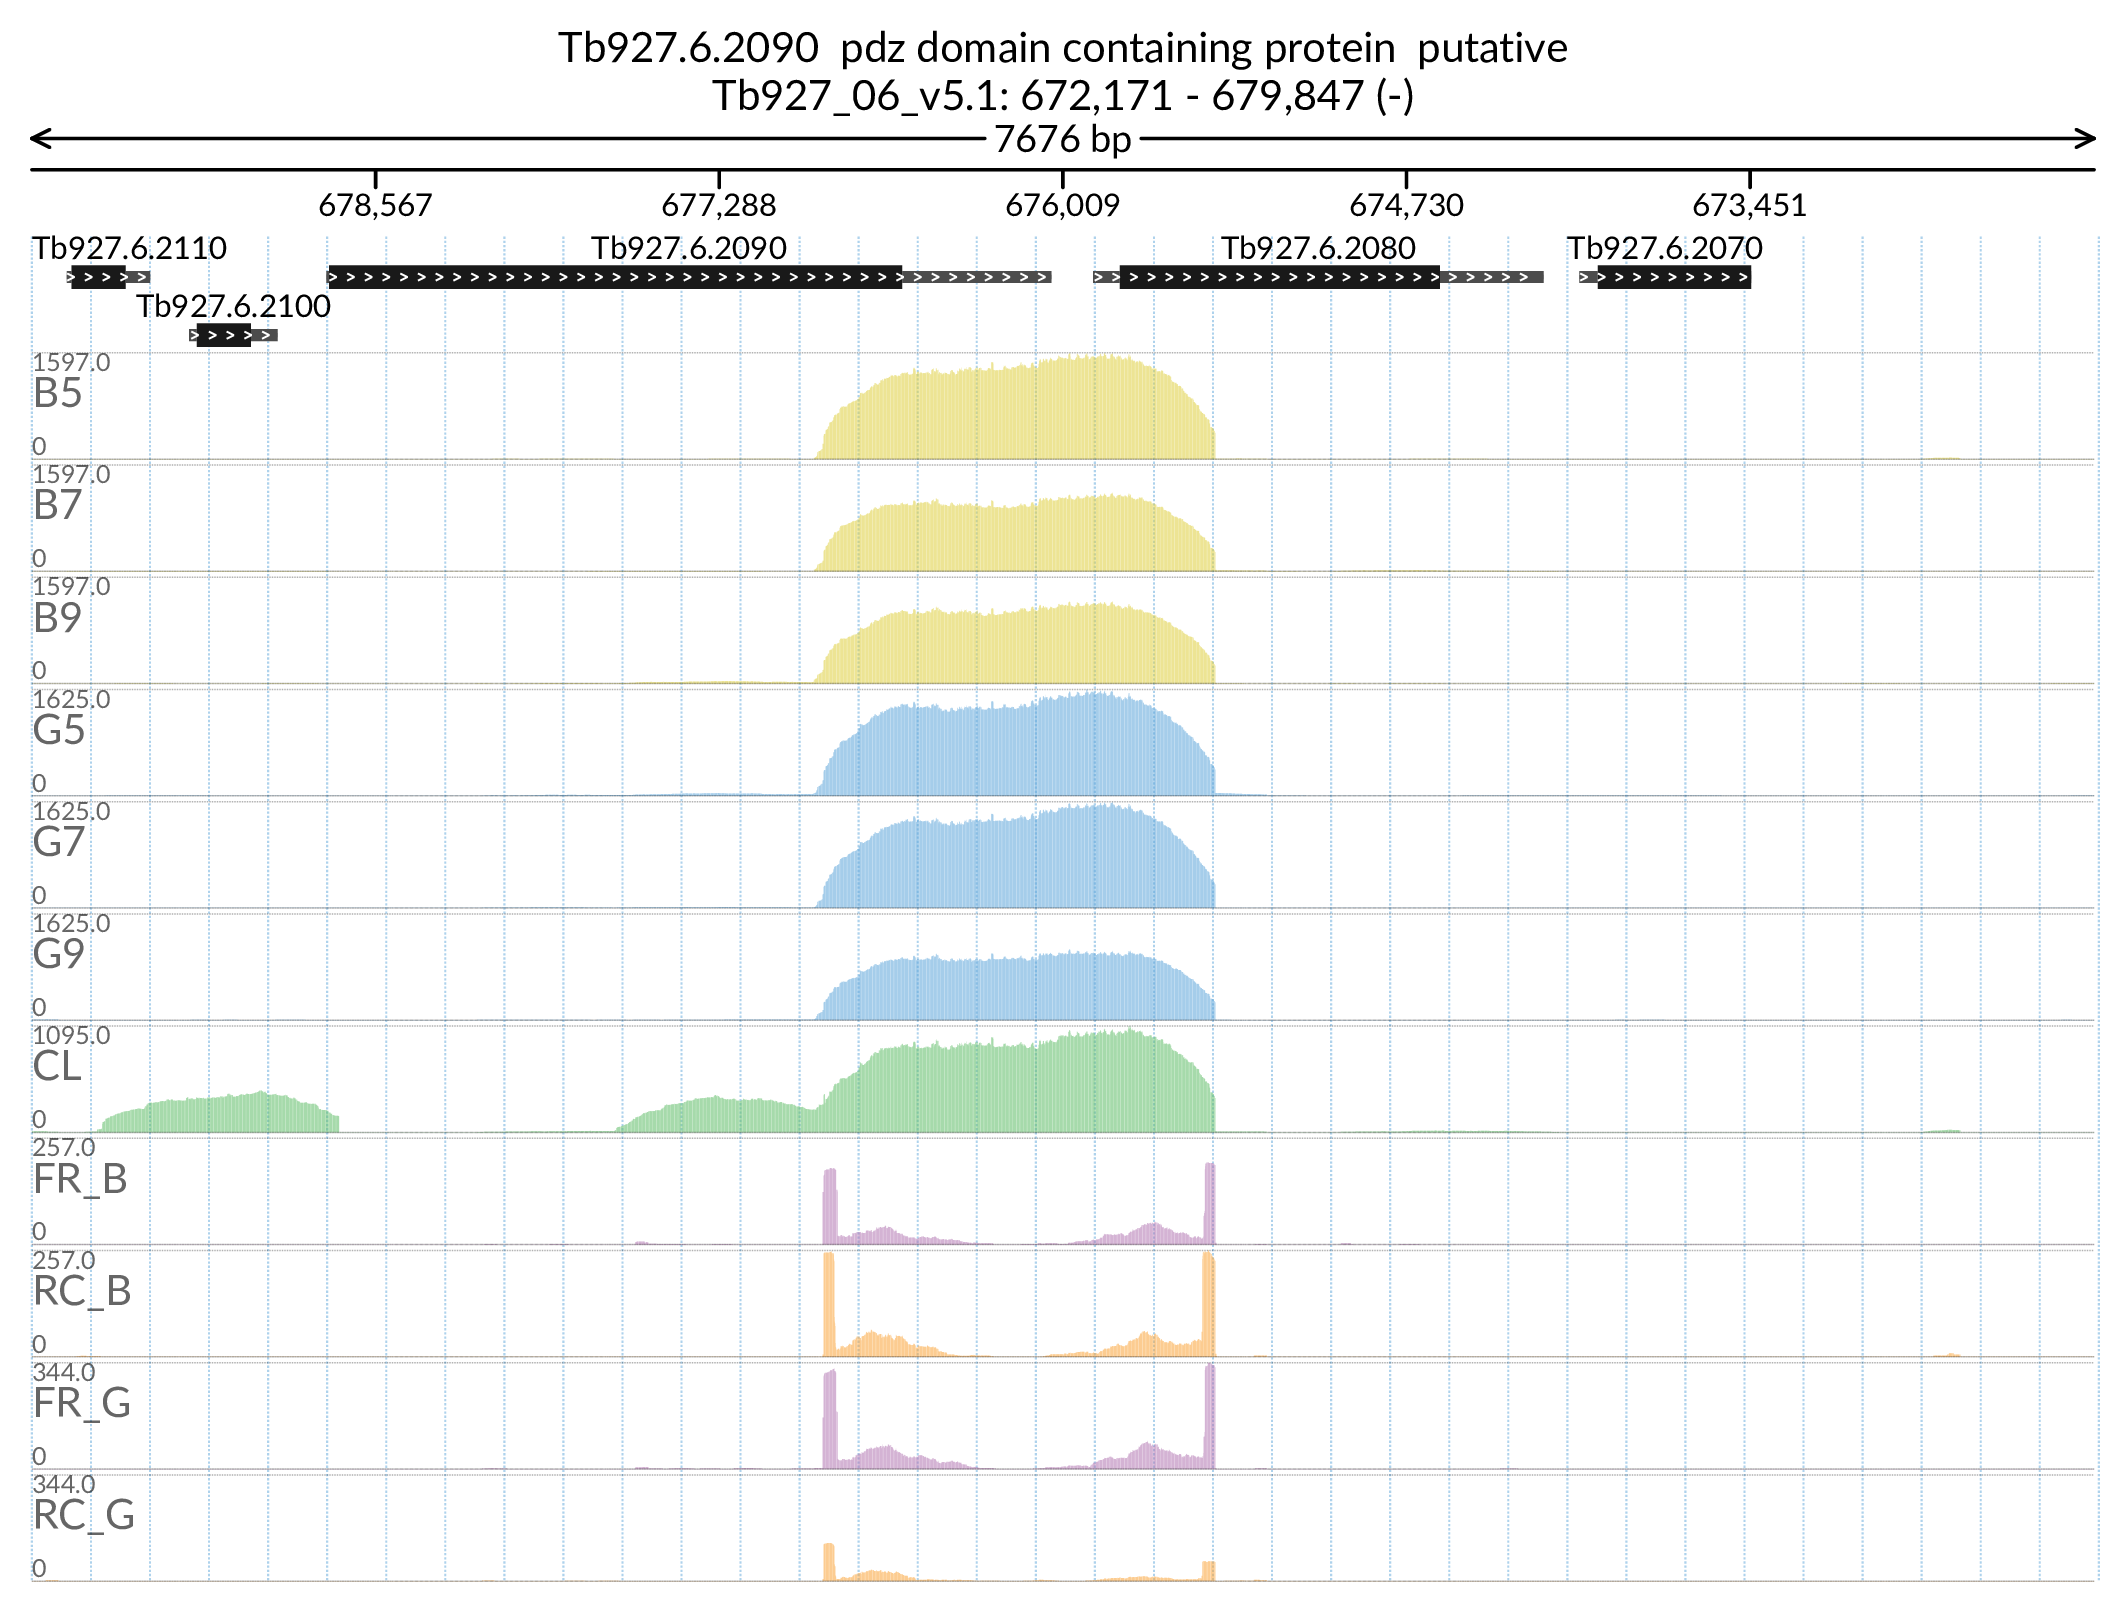 Tb927.6.2090 pdz domain containing protein putative
Tb927_06_v5.1: 672,171 - 679,847 (-)
7676 bp
678,567 677,288 676,009 674,730 673,451
Tb927.6.2110 Tb927.6.2090 Tb927.6.2080 Tb927.6.2070
Tb927.6.2100
1597.0
B5
0
1597.0
B7
0
1597.0
B9
0
1625.0
G5
0
1625.0
G7
0
1625.0
G9
0
1095.0
CL
0
257.0
FR_B
0
257.0
RC_B
0
344.0
FR_G
0
344.0
RC_G
0